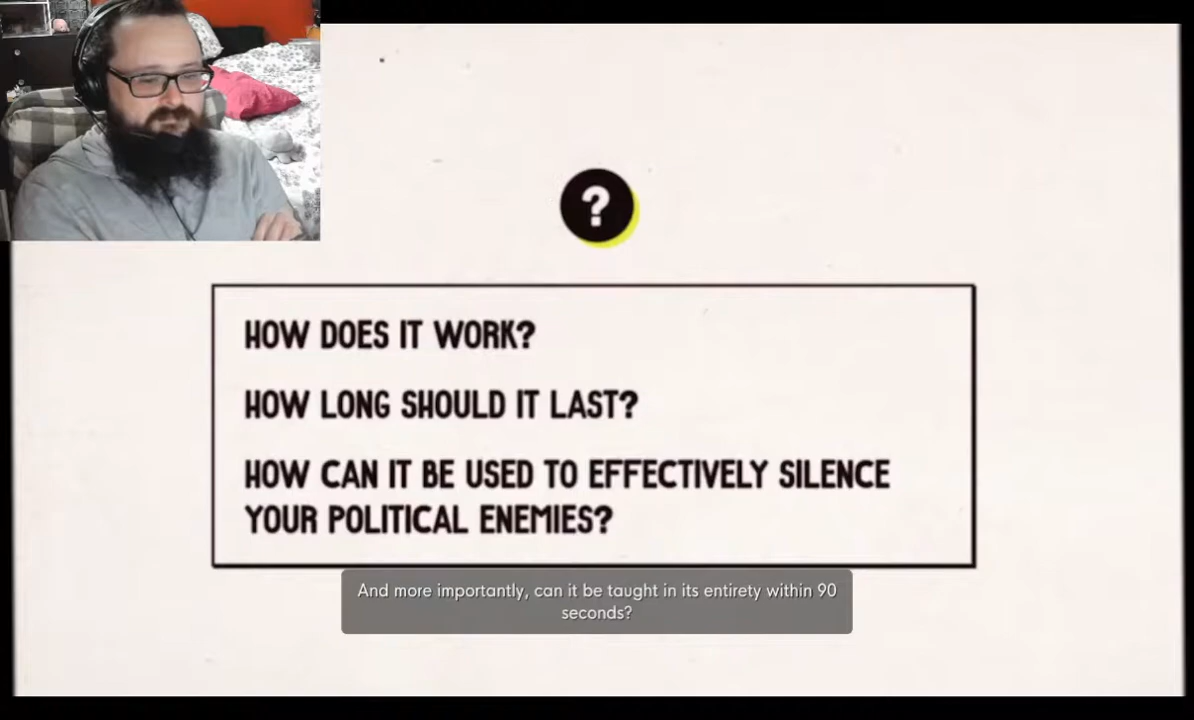 ?
HOW DOES IT WORK?
HOW LONG SHOULD IT LAST?
HOW CAN IT BE USED TO EFFECTIVELY SILENCE
YOUR POLITICAL ENEMIES?
And more importantly, can it be taught in its entirety within 90
seconds?